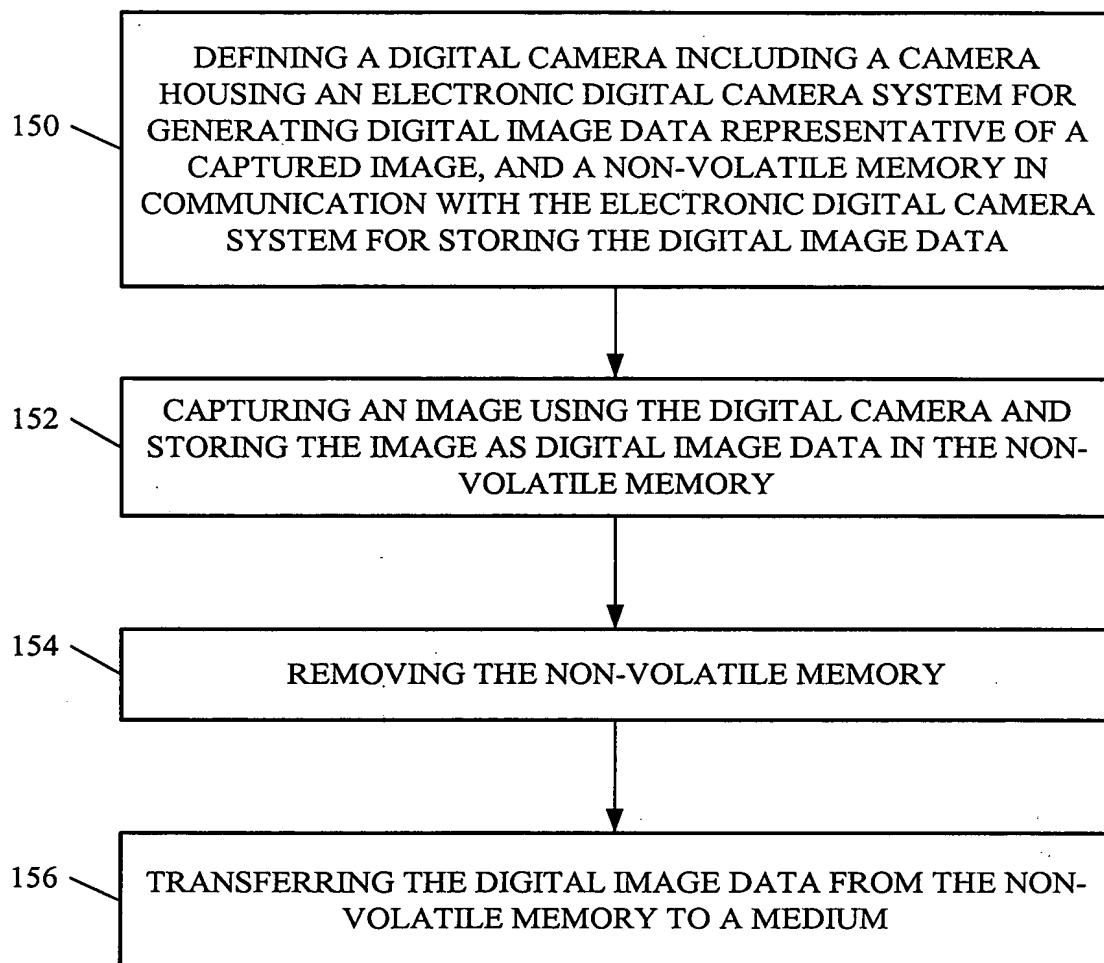 150
DEFINING A DIGITAL CAMERA INCLUDING A CAMERA
HOUSING AN ELECTRONIC DIGITAL CAMERA SYSTEM FOR
GENERATING DIGITAL IMAGE DATA REPRESENTATIVE OF A
CAPTURED IMAGE, AND A NON-VOLATILE MEMORY IN
COMMUNICATION WITH THE ELECTRONIC DIGITAL CAMERA
SYSTEM FOR STORING THE DIGITAL IMAGE DATA
152
CAPTURING AN IMAGE USING THE DIGITAL CAMERA AND
STORING THE IMAGE AS DIGITAL IMAGE DATA IN THE NON-
VOLATILE MEMORY
154
REMOVING THE NON-VOLATILE MEMORY
156
TRANSFERRING THE DIGITAL IMAGE DATA FROM THE NON-
VOLATILE MEMORY TO A MEDIUM